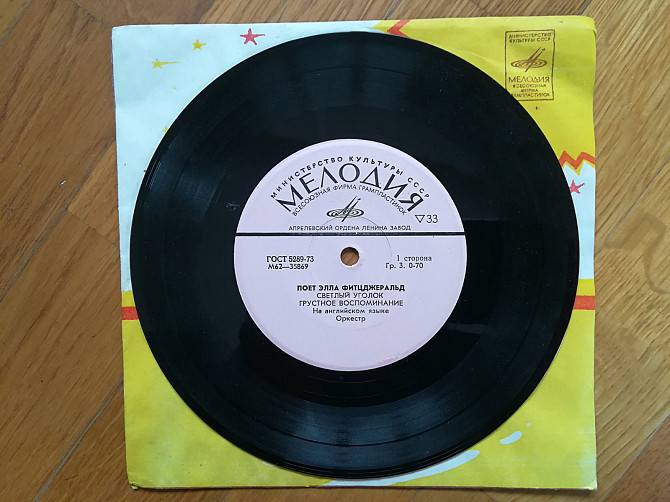 МИНИСТЕРСТВО
КУЛЬТУРЫ СССР
МЕЛОДИЯ
ВСЕСОЮЗНАЯ
ФИРМА
ГРАМПЛАСТИНОК
МИНИСТЕРСТВО КУЛЬТУРЫ СССР
МЕЛОДИЯ
ВСЕСОЮЗНАЯ ФИРМА ГРАМПЛАСТИНОК
▽33
АПРЕЛЕВСКИЙ ОРДЕНА ЛЕНИНА ЗАВОД
ГОСТ 5289-73 1 сторона
М62—35869 Гр. 3. 0-70
ПОЕТ ЭЛЛА ФИТЦДЖЕРАЛЬД
СВЕТЛЫЙ УГОЛОК
ГРУСТНОЕ ВОСПОМИНАНИЕ
На английском языке
Оркестр